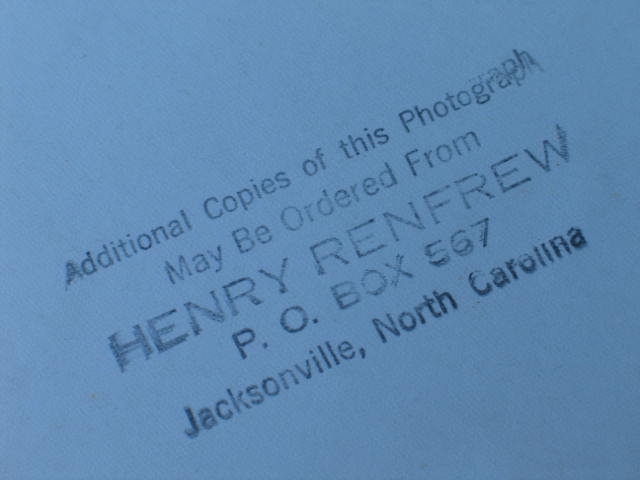 Additional Copies of this Photograph
May Be Ordered From
HENRY RENFREW
P. O. BOX 567
Jacksonville, North Carolina